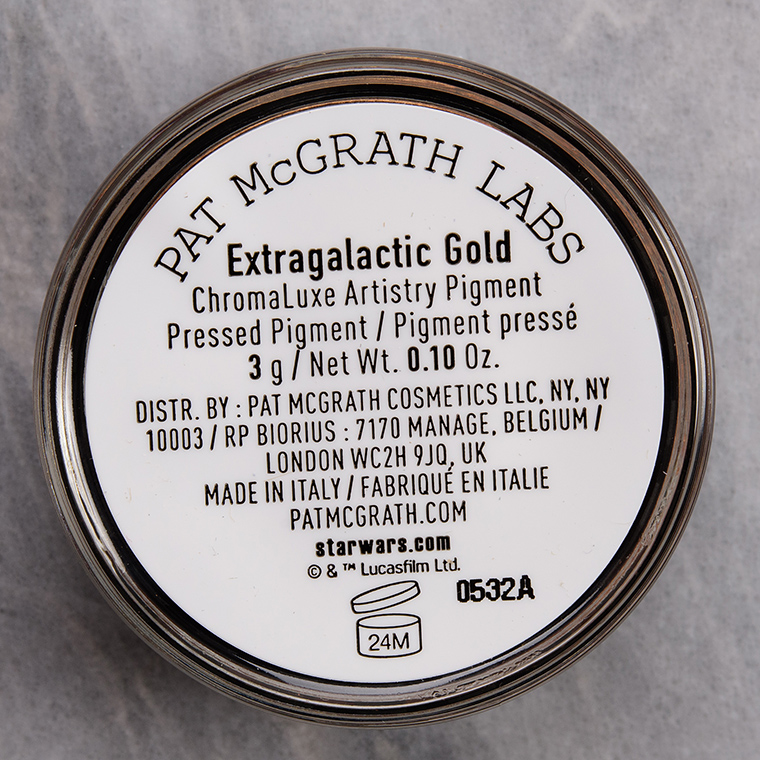 PAT McGRATH LABS
Extragalactic Gold
ChromaLuxe Artistry Pigment
Pressed Pigment / Pigment pressé
3 g / Net Wt. 0.10 Oz.
DISTR. BY : PAT MCGRATH COSMETICS LLC, NY, NY
10003 / RP BIORIUS : 7170 MANAGE, BELGIUM /
LONDON WC2H 9JQ, UK
MADE IN ITALY / FABRIQUÉ EN ITALIE
PATMCGRATH.COM
starwars.com
© & ™ Lucasfilm Ltd.
0532A
24M